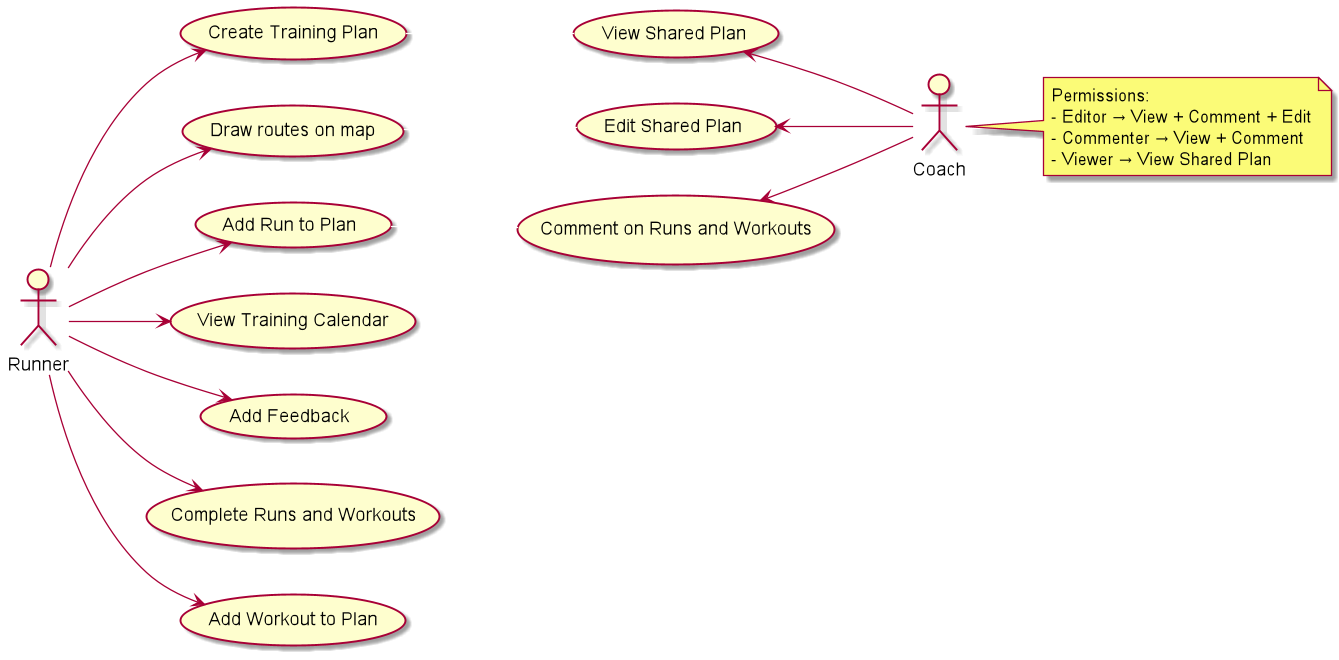 Create Training Plan
Draw routes on map
Add Run to Plan
View Training Calendar
Add Feedback
Complete Runs and Workouts
Add Workout to Plan
Runner
View Shared Plan
Edit Shared Plan
Comment on Runs and Workouts
Coach
Permissions:
- Editor → View + Comment + Edit
- Commenter → View + Comment
- Viewer → View Shared Plan